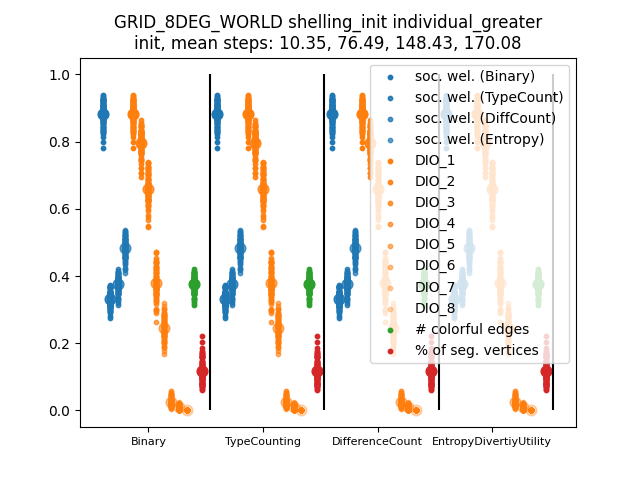 GRID_8DEG_WORLD shelling_init individual_greater
init, mean steps: 10.35, 76.49, 148.43, 170.08
1.0
0.8
0.6
0.4
0.2
0.0
soc. wel. (Binary)
soc. wel. (TypeCount)
soc. wel. (DiffCount)
soc. wel. (Entropy)
DIO_1
DIO_2
DIO_3
DIO_4
DIO_5
DIO_6
DIO_7
DIO_8
# colorful edges
% of seg. vertices
Binary
TypeCounting
DifferenceCount
EntropyDivertiyUtility